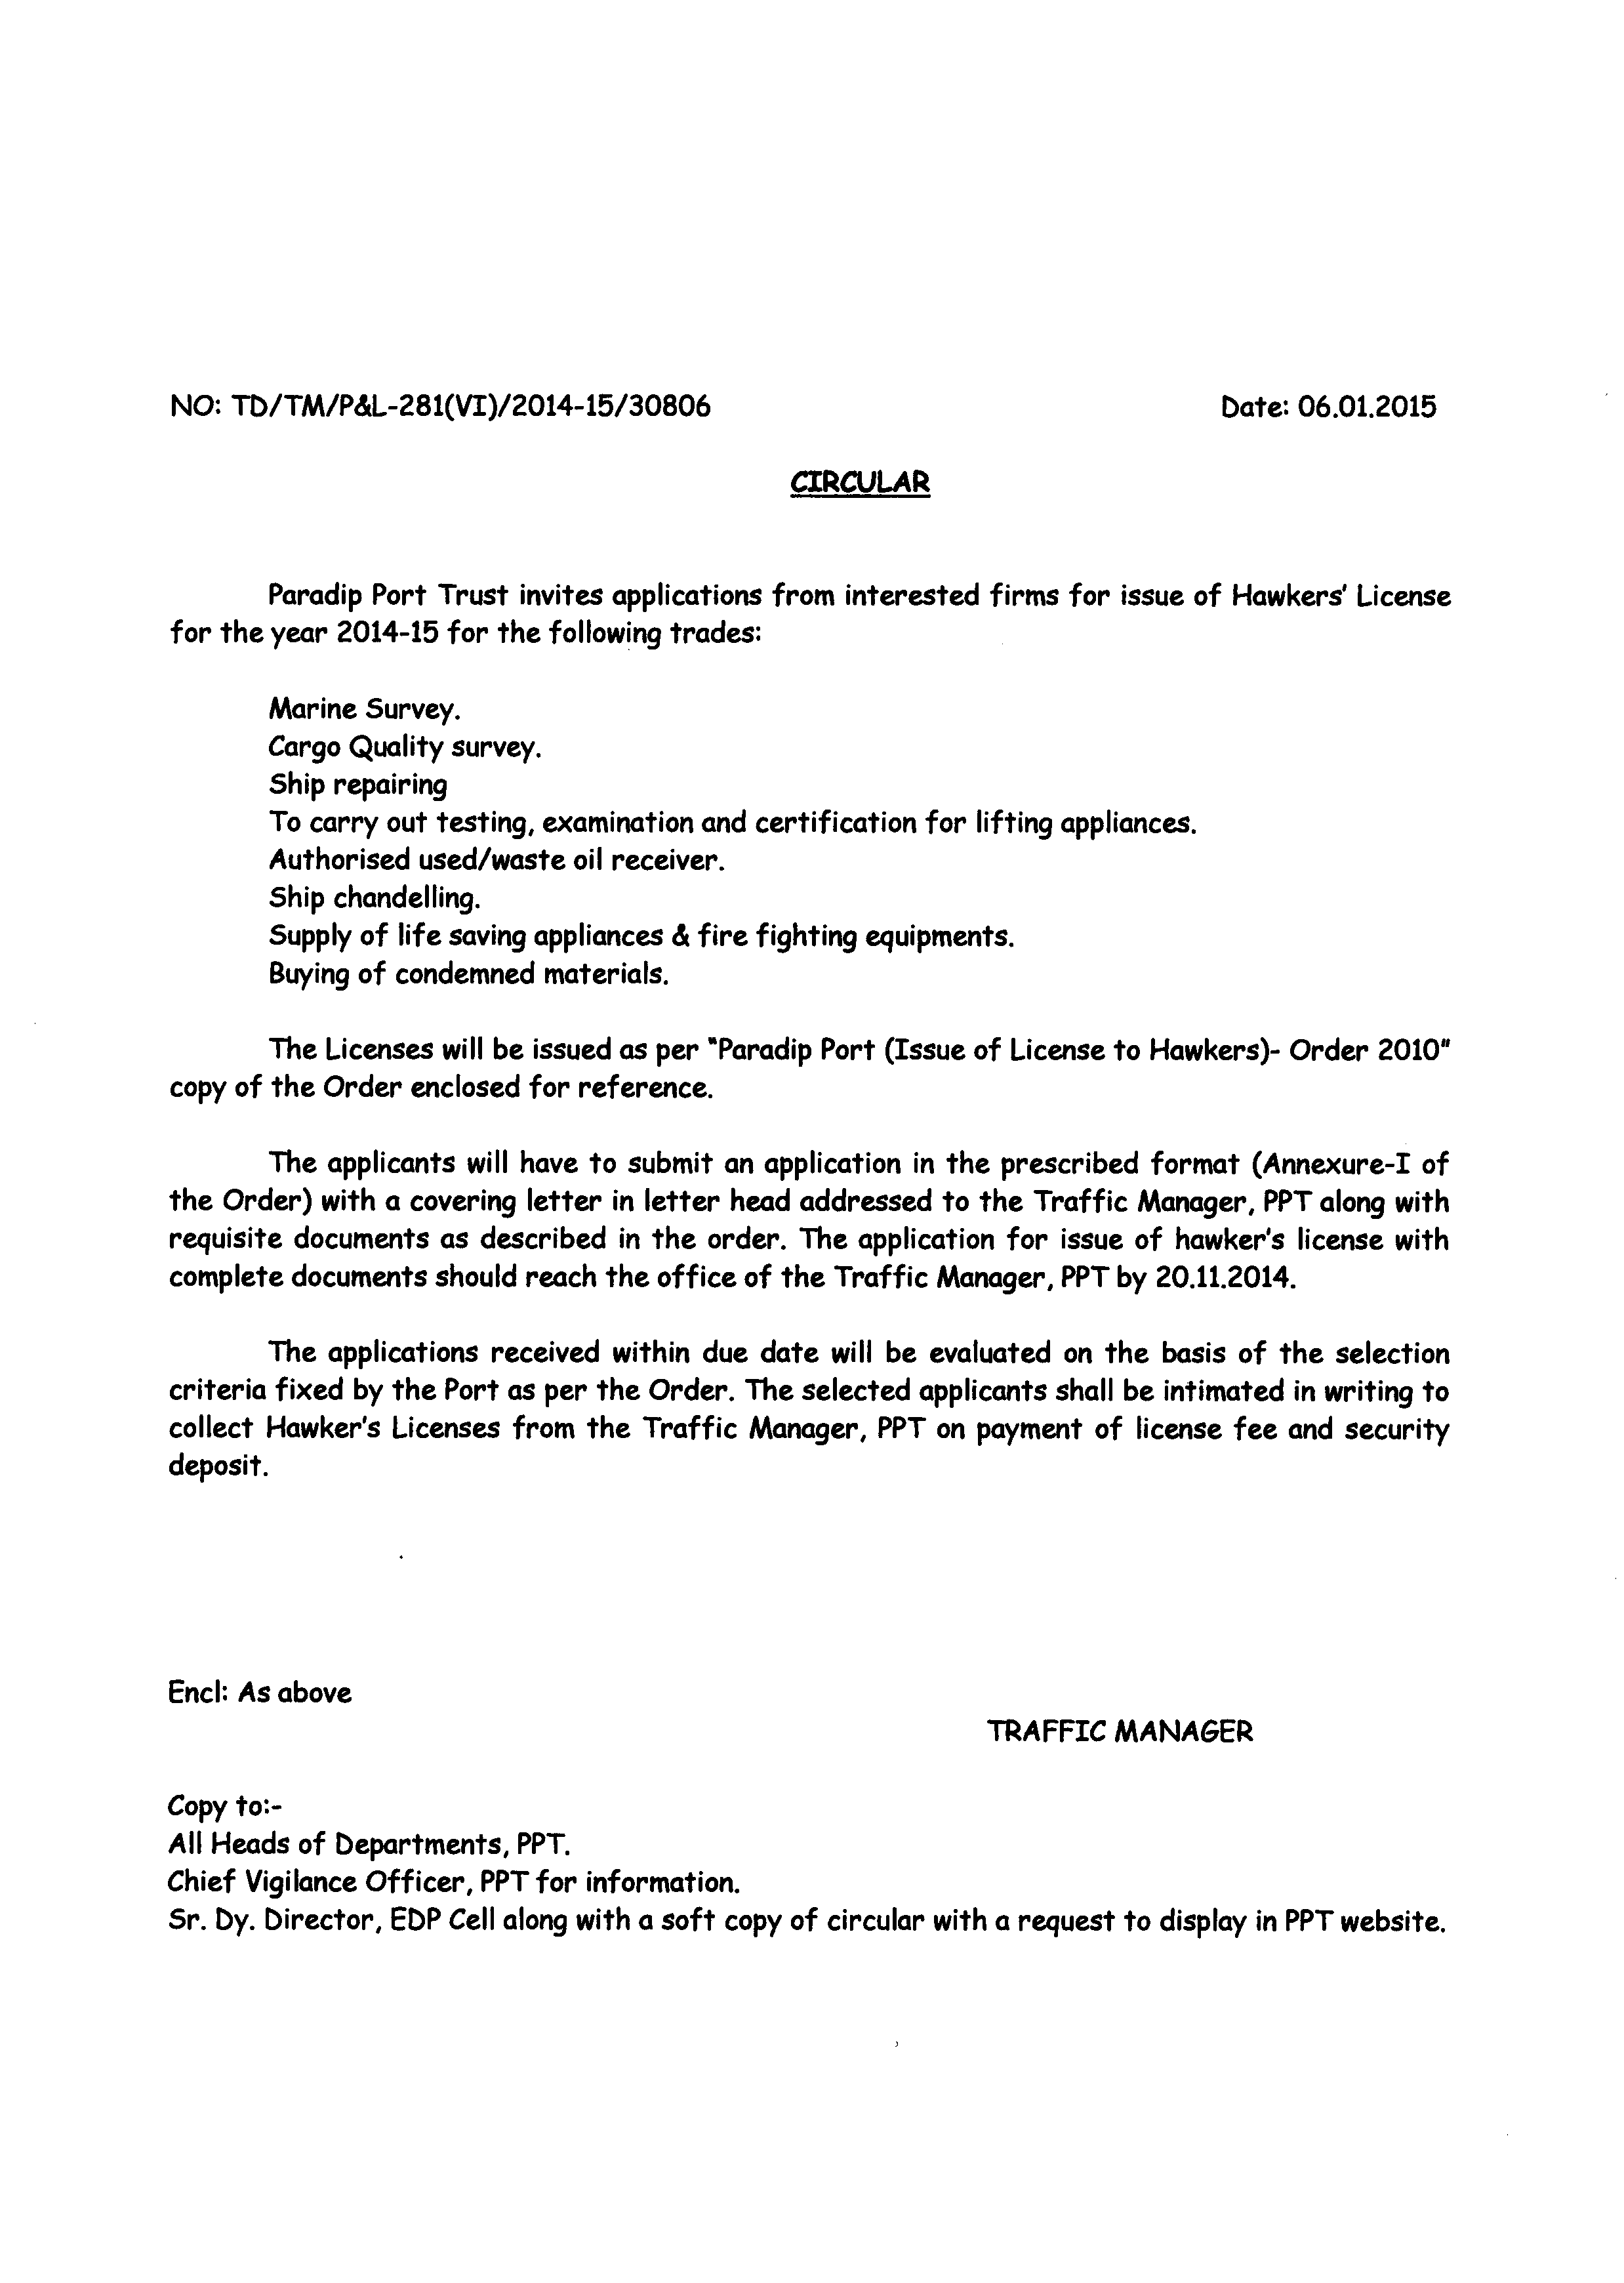 NO: TD/TM/P&L-281(VI)/2014-15/30806 Date: 06.01.2015
CIRCULAR
Paradip Port Trust invites applications from interested firms for issue of Hawkers' License
for the year 2014-15 for the following trades:
Marine Survey.
Cargo Quality survey.
Ship repairing
To carry out testing, examination and certification for lifting appliances.
Authorised used/waste oil receiver.
Ship chandelling.
Supply of life saving appliances & fire fighting equipments.
Buying of condemned materials.
The Licenses will be issued as per "Paradip Port (Issue of License to Hawkers)- Order 2010"
copy of the Order enclosed for reference.
The applicants will have to submit an application in the prescribed format (Annexure-I of
the Order) with a covering letter in letter head addressed to the Traffic Manager, PPT along with
requisite documents as described in the order. The application for issue of hawker's license with
complete documents should reach the office of the Traffic Manager, PPT by 20.11.2014.
The applications received within due date will be evaluated on the basis of the selection
criteria fixed by the Port as per the Order. The selected applicants shall be intimated in writing to
collect Hawker's Licenses from the Traffic Manager, PPT on payment of license fee and security
deposit.
Encl: As above
TRAFFIC MANAGER
Copy to:-
All Heads of Departments, PPT.
Chief Vigilance Officer, PPT for information.
Sr. Dy. Director, EDP Cell along with a soft copy of circular with a request to display in PPT website.